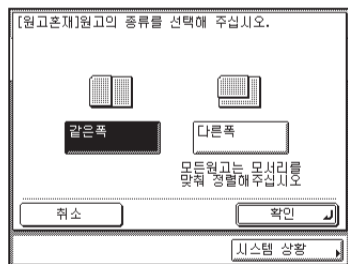 [원고혼재]원고의 종류를 선택해 주십시오.
같은폭
다른폭
모든원고는 모서리를
맞춰 정렬해주십시오
취소
확인
시스템 상황